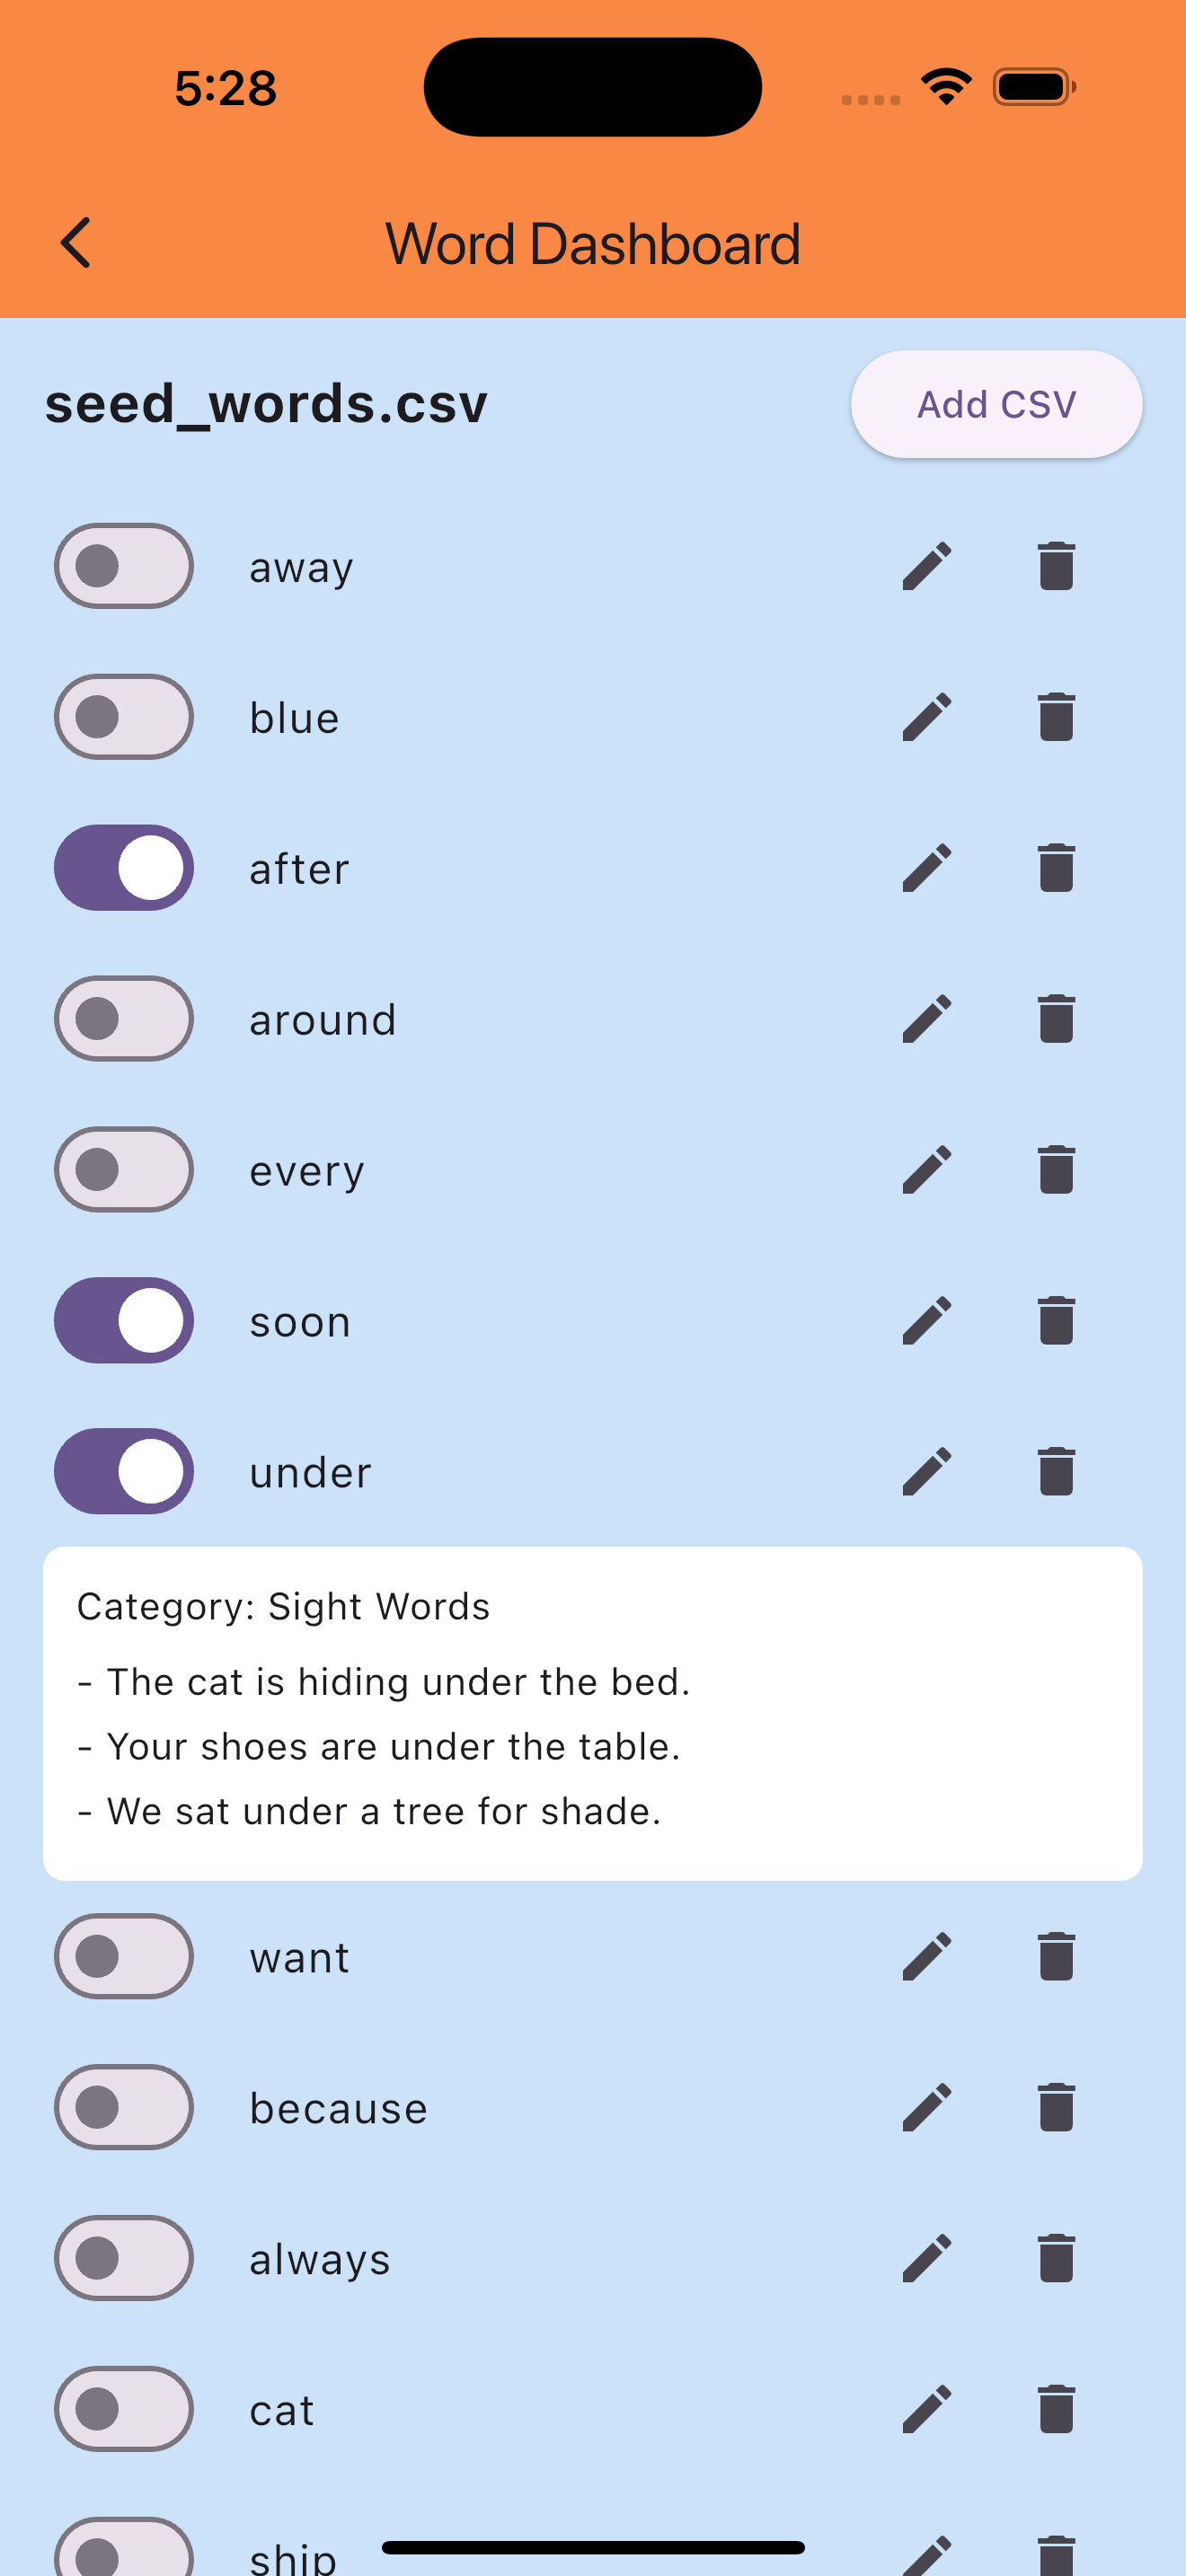 5:28
Word Dashboard
seed_words.csv
Add CSV
away
blue
after
around
every
soon
under
Category: Sight Words
- The cat is hiding under the bed.
- Your shoes are under the table.
- We sat under a tree for shade.
want
because
always
cat
ship